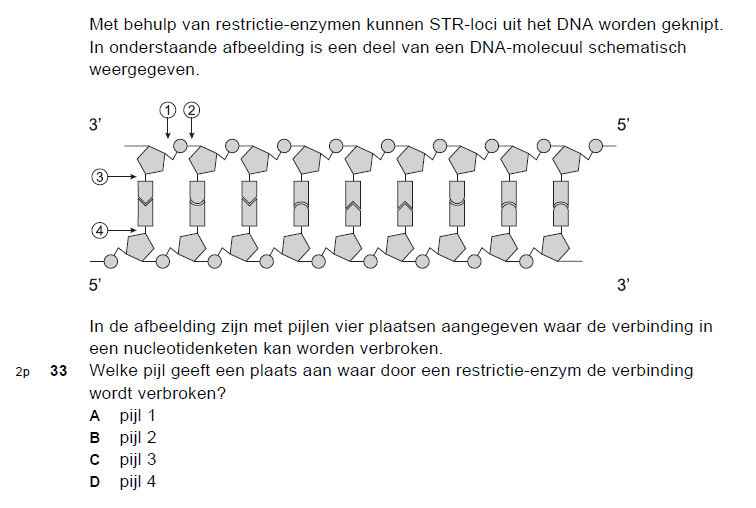 Met behulp van restrictie-enzymen kunnen STR-loci uit het DNA worden geknipt.
In onderstaande afbeelding is een deel van een DNA-molecuul schematisch
weergegeven.
1 2
3' 5'
3
4
5' 3'
In de afbeelding zijn met pijlen vier plaatsen aangegeven waar de verbinding in
een nucleotidenketen kan worden verbroken.
2p 33 Welke pijl geeft een plaats aan waar door een restrictie-enzym de verbinding
wordt verbroken?
A pijl 1
B pijl 2
C pijl 3
D pijl 4